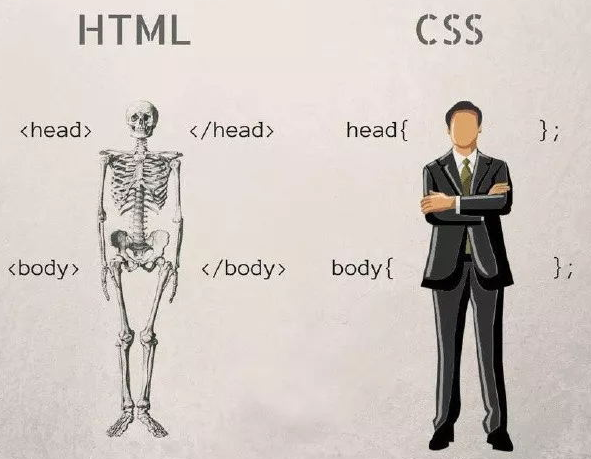 HTML CSS
<head> </head> head{ };
<body> </body> body{ };